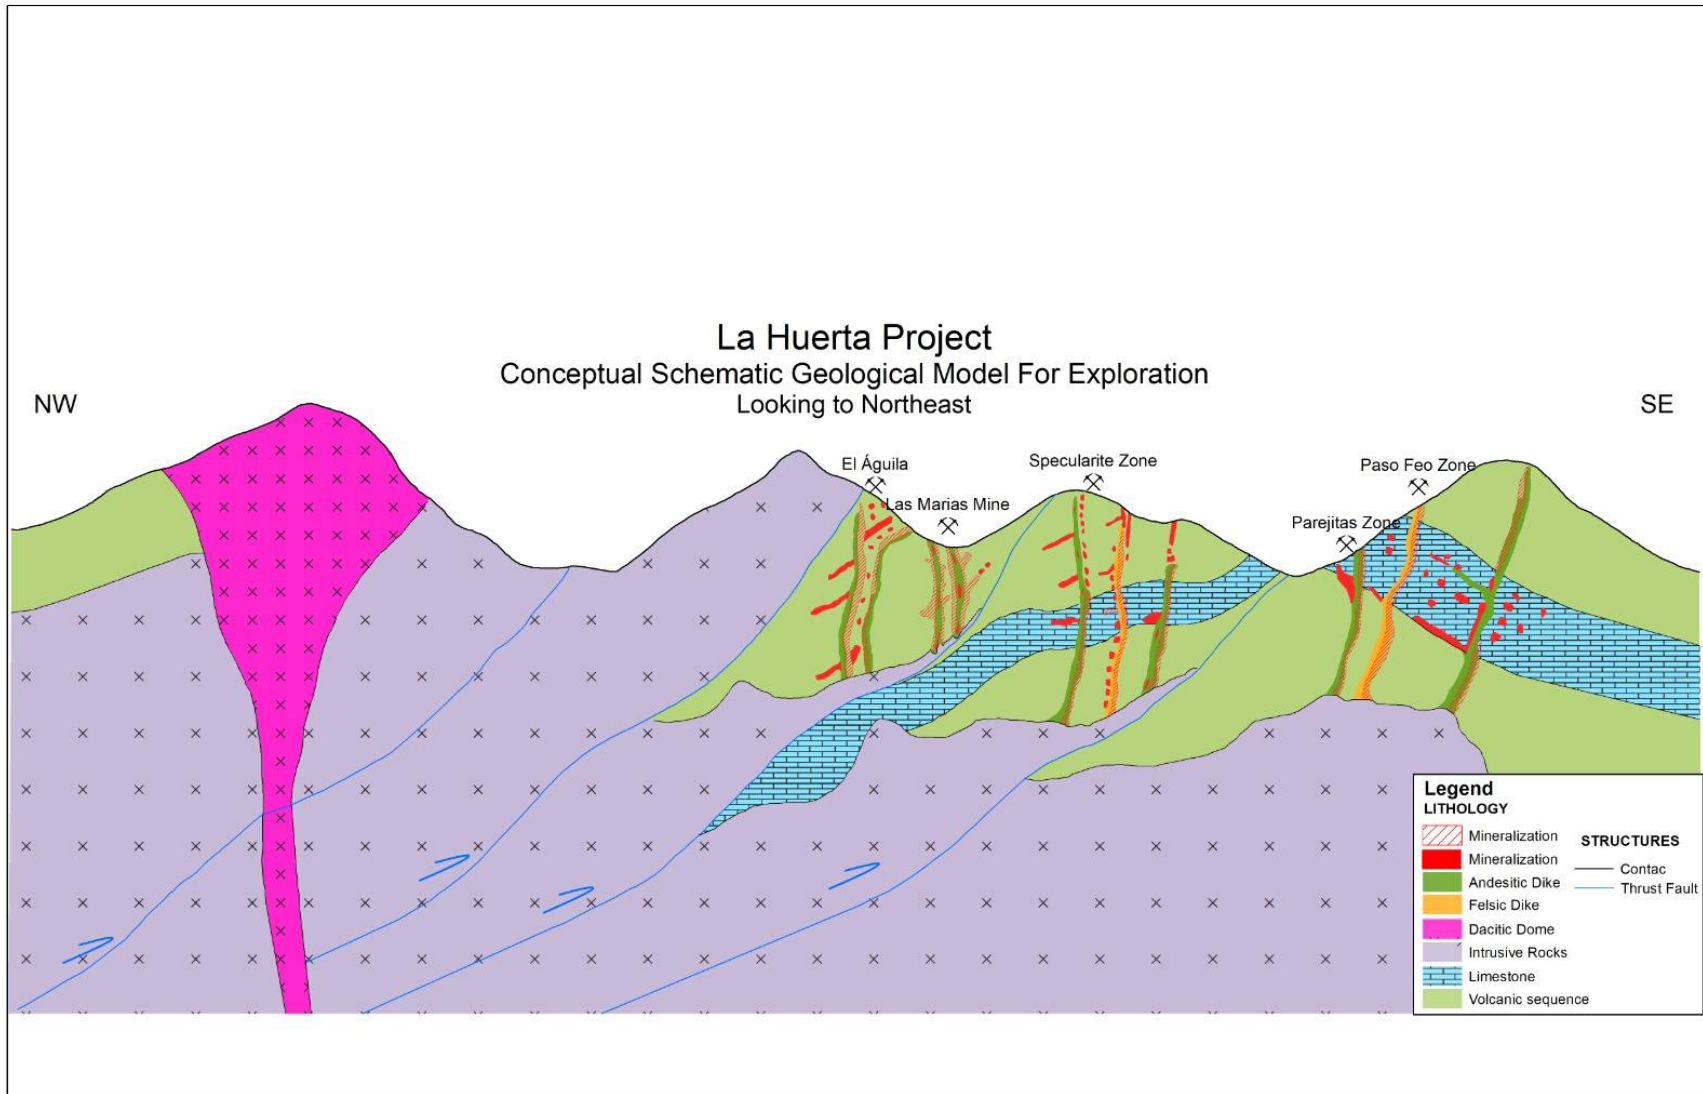 La Huerta Project
Conceptual Schematic Geological Model For Exploration
Looking to Northeast
NW
SE
El Águila
Las Marias Mine
Specularite Zone
Paso Feo Zone
Parejitas Zone
Legend
LITHOLOGY
Mineralization
Mineralization
Andesitic Dike
Felsic Dike
Dacitic Dome
Intrusive Rocks
Limestone
Volcanic sequence
STRUCTURES
Contac
Thrust Fault